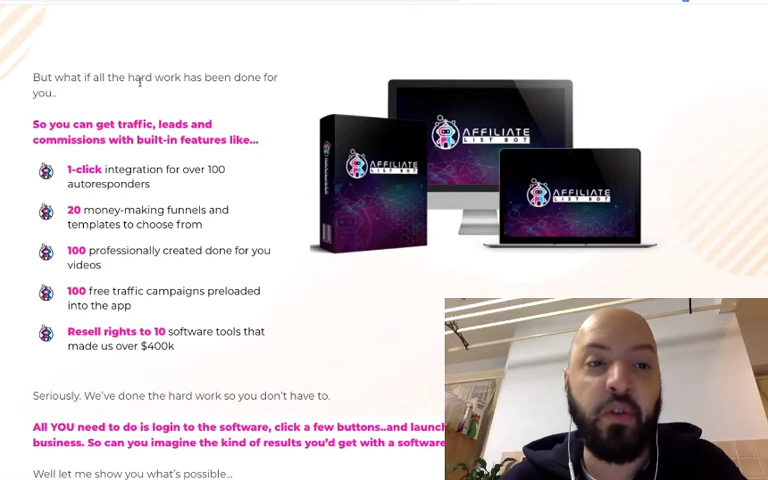 But what if all the hard work has been done for
you..
So you can get traffic, leads and
commissions with built-in features like...
1-click integration for over 100
autoresponders
20 money-making funnels and
templates to choose from
100 professionally created done for you
videos
100 free traffic campaigns preloaded
into the app
Resell rights to 10 software tools that
made us over $400k
AFFILIATE
LIST BOT
AFFILIATE
LIST BOT
AFFILIATE
LIST BOT
Seriously. We've done the hard work so you don't have to.
All YOU need to do is login to the software, click a few buttons..and launch
business. So can you imagine the kind of results you'd get with a software
Well let me show you what's possible...